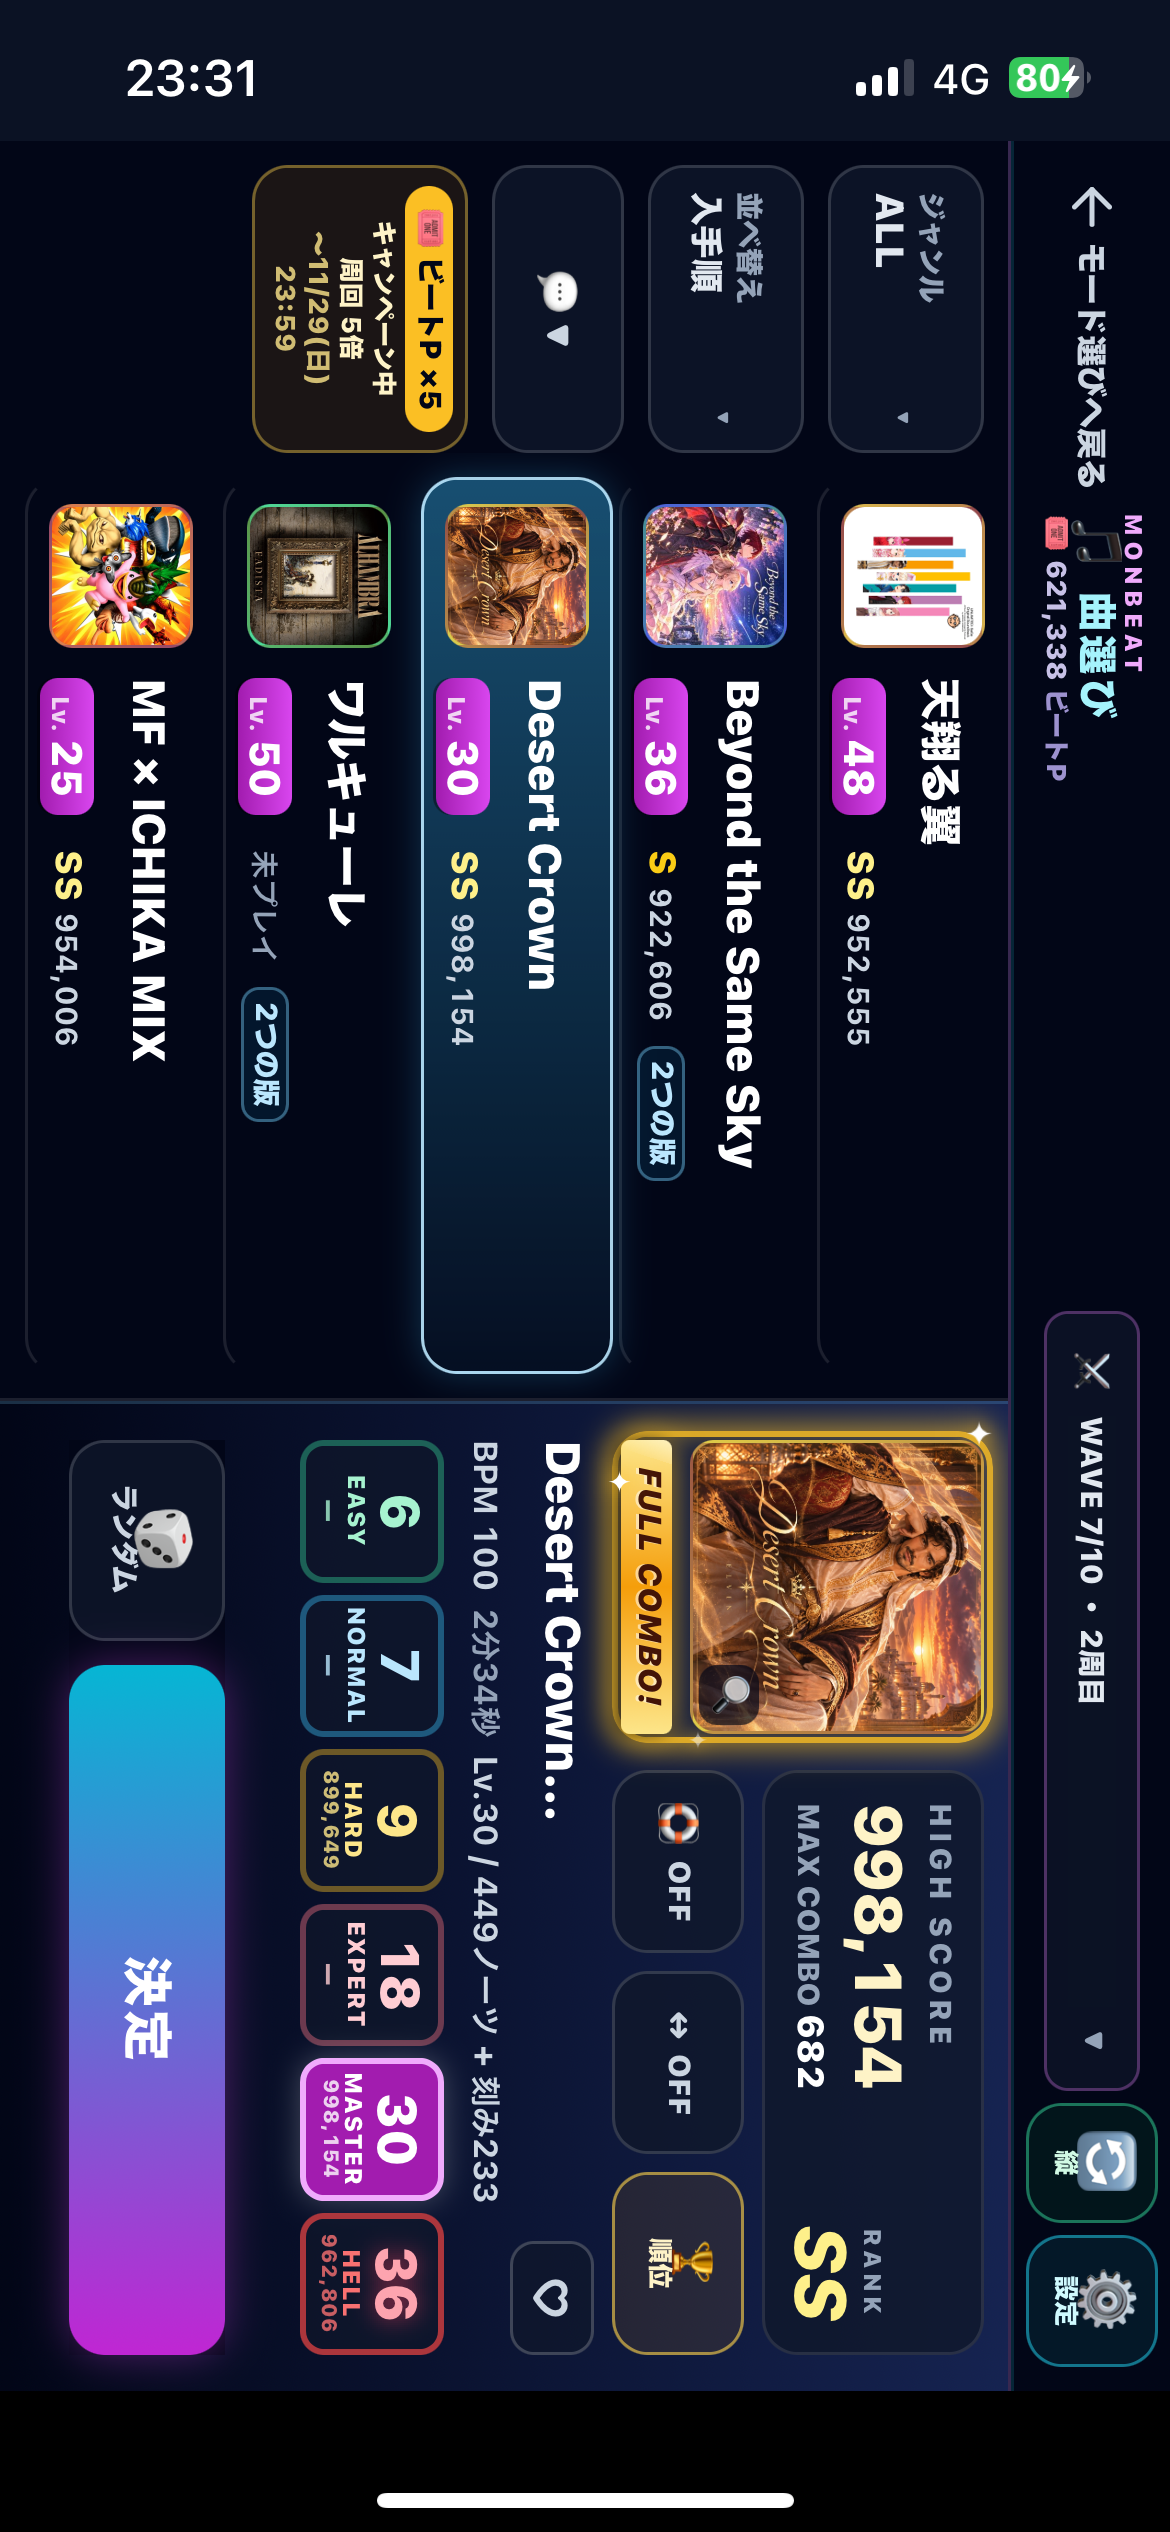 23:31
4G
80
← モード選びへ戻る
MONBEAT
曲選び
621,338 ビートP
WAVE 7/10 • 2周目
縦
設定
ジャンル
ALL
並べ替え
入手順
ビートP ×5
キャンペーン中
周回 5倍
〜11/29(日)
23:59
天翔る翼
Lv. 48 SS 952,555
Beyond the Same Sky
Beyond the Same Sky
Lv. 36 S 922,606 2つの版
Desert Crown
Desert Crown
Lv. 30 SS 998,154
ワルキューレ
Lv. 50 未プレイ 2つの版
MF × ICHIKA MIX
Lv. 25 SS 954,006
Desert Crown
FULL COMBO!
HIGH SCORE
998,154
MAX COMBO 682
RANK
SS
OFF
↔ OFF
順位
Desert Crown...
BPM 100 2分34秒 Lv.30 / 449ノーツ + 刻み233
6
EASY
—
7
NORMAL
—
9
HARD
899,649
18
EXPERT
—
30
MASTER
998,154
36
HELL
962,806
ランダム
決定